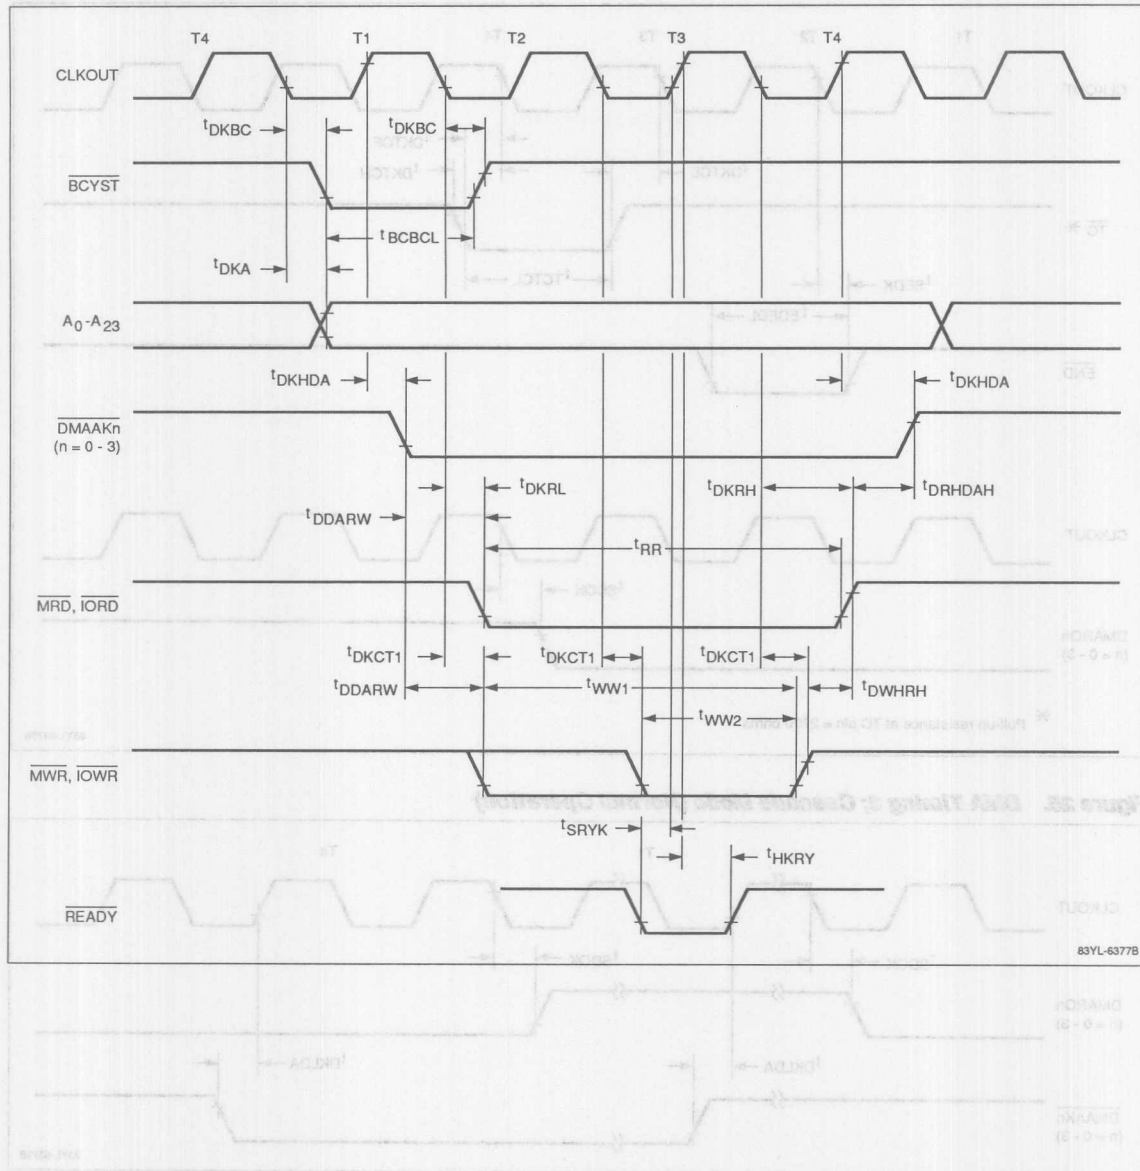 T4 T1 T2 T3 T4
CLKOUT
tDKBC tDKBC
BCYST
tBCBCL
tDKA
A0-A23
tDKHDA tDKHDA
DMAAKn
(n = 0 - 3)
tDKRL tDKRH tDRHDAH
tDDARW
tRR
MRD, IORD
tDKCT1 tDKCT1 tDKCT1
tDDARW tWW1 tDWHRH
tWW2
MWR, IOWR
tSRYK
tHKRY
READY
83YL-6377B